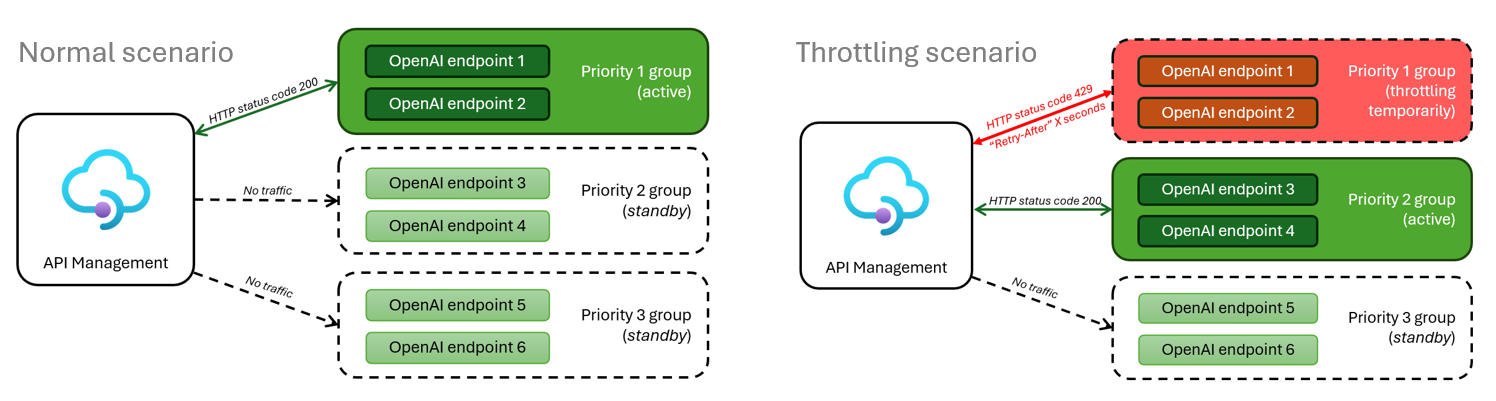 Normal scenario
HTTP status code 200
OpenAI endpoint 1
OpenAI endpoint 2
Priority 1 group
(active)
No traffic
OpenAI endpoint 3
OpenAI endpoint 4
Priority 2 group
(standby)
API Management
No traffic
OpenAI endpoint 5
OpenAI endpoint 6
Priority 3 group
(standby)
Throttling scenario
HTTP status code 429
“Retry-After” X seconds
OpenAI endpoint 1
OpenAI endpoint 2
Priority 1 group
(throttling
temporarily)
HTTP status code 200
OpenAI endpoint 3
OpenAI endpoint 4
Priority 2 group
(active)
API Management
No traffic
OpenAI endpoint 5
OpenAI endpoint 6
Priority 3 group
(standby)